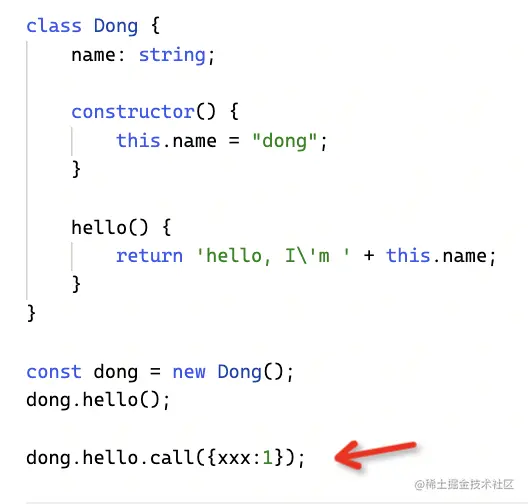 class Dong {
    name: string;

    constructor() {
        this.name = "dong";
    }

    hello() {
        return 'hello, I\'m ' + this.name;
    }
}

const dong = new Dong();
dong.hello();

dong.hello.call({xxx:1});
@稀土掘金技术社区